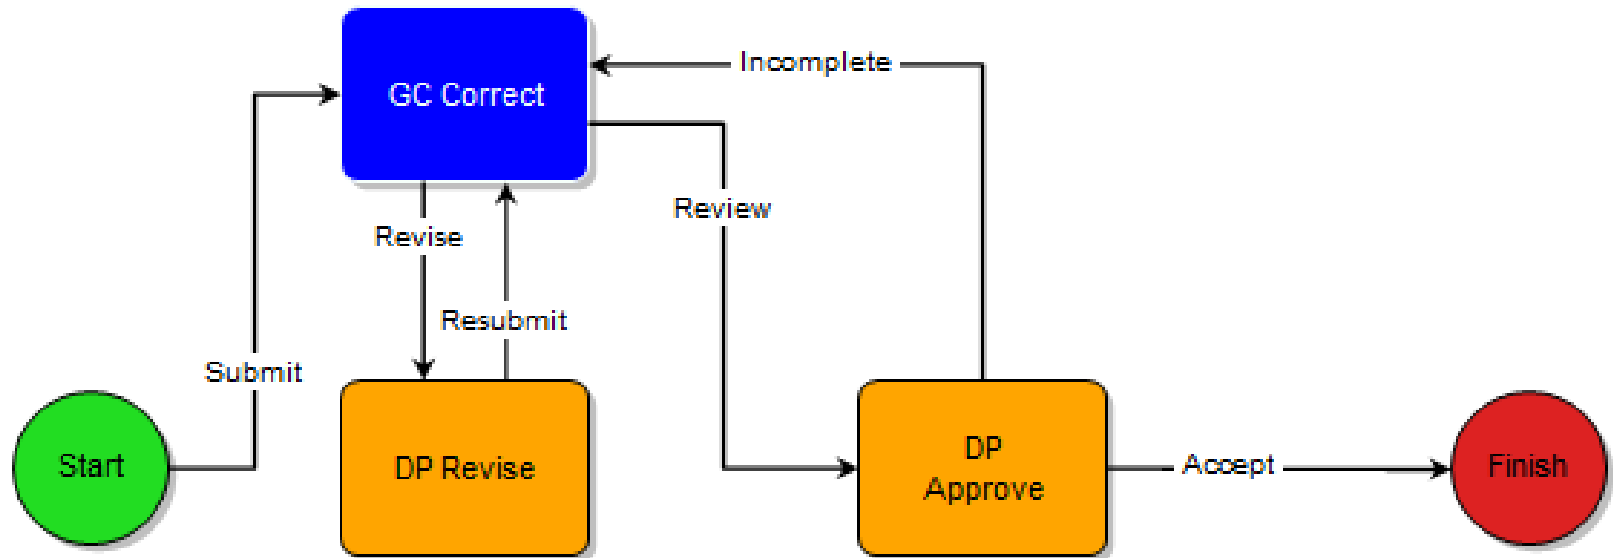 Incomplete
GC Correct
Review
Revise
Resubmit
Submit
Start
DP Revise
DP
Approve
Accept
Finish